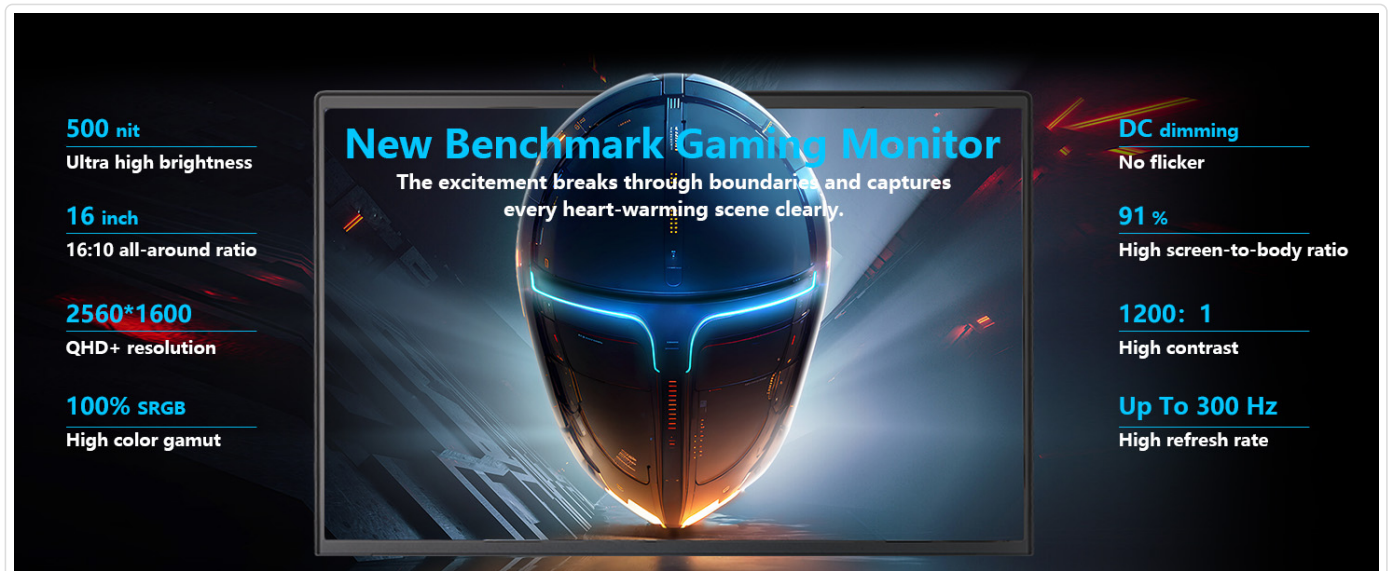 New Benchmark Gaming Monitor
The excitement breaks through boundaries and captures
every heart-warming scene clearly.
500 nit
Ultra high brightness
16 inch
16:10 all-around ratio
2560*1600
QHD+ resolution
100% SRGB
High color gamut
DC dimming
No flicker
91 %
High screen-to-body ratio
1200：1
High contrast
Up To 300 Hz
High refresh rate